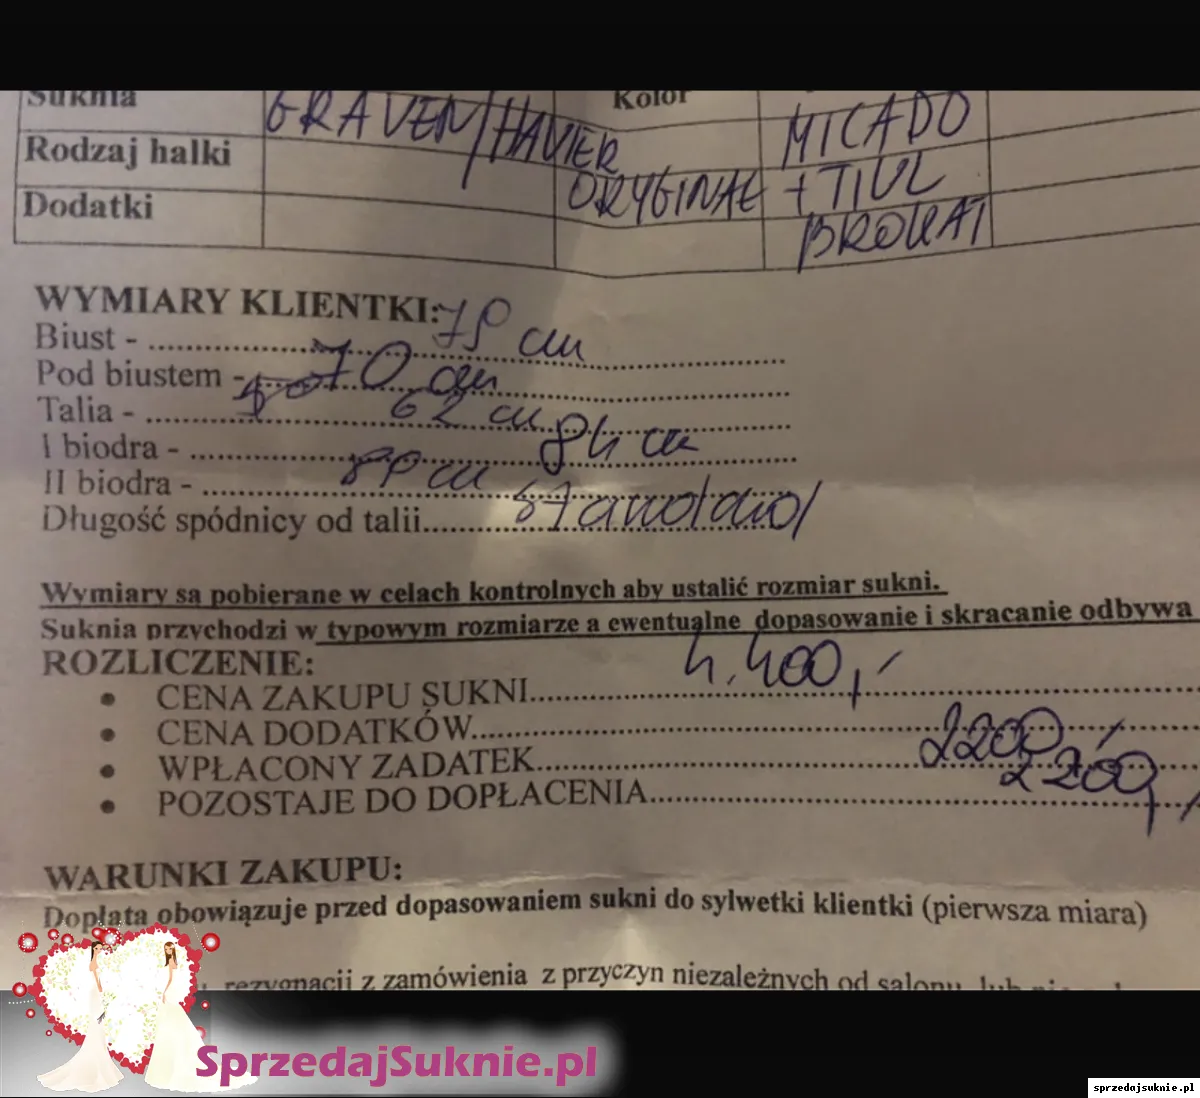 Suknia GRAVEN/HAVIER Kolor MICADO
Rodzaj halki ORYGINAŁ + TIUL
Dodatki BROKAT
WYMIARY KLIENTKI:
Biust - 78 cm
Pod biustem - 70 cm
Talia - 62 cm
I biodra - 84 cm
II biodra - cm
Długość spódnicy od talii standard
Wymiary są pobierane w celach kontrolnych aby ustalić rozmiar sukni.
Suknia przychodzi w typowym rozmiarze a ewentualne dopasowanie i skracanie odbywa
ROZLICZENIE:
• CENA ZAKUPU SUKNI 4.400,-
• CENA DODATKÓW
• WPŁACONY ZADATEK 2200,-
• POZOSTAJE DO DOPŁACENIA 2200,-
WARUNKI ZAKUPU:
Dopłata obowiązuje przed dopasowaniem sukni do sylwetki klientki (pierwsza miara)
rezygnacji z zamówienia z przyczyn niezależnych od salonu, lub
SprzedajSuknie.pl
sprzedajsuknie.pl